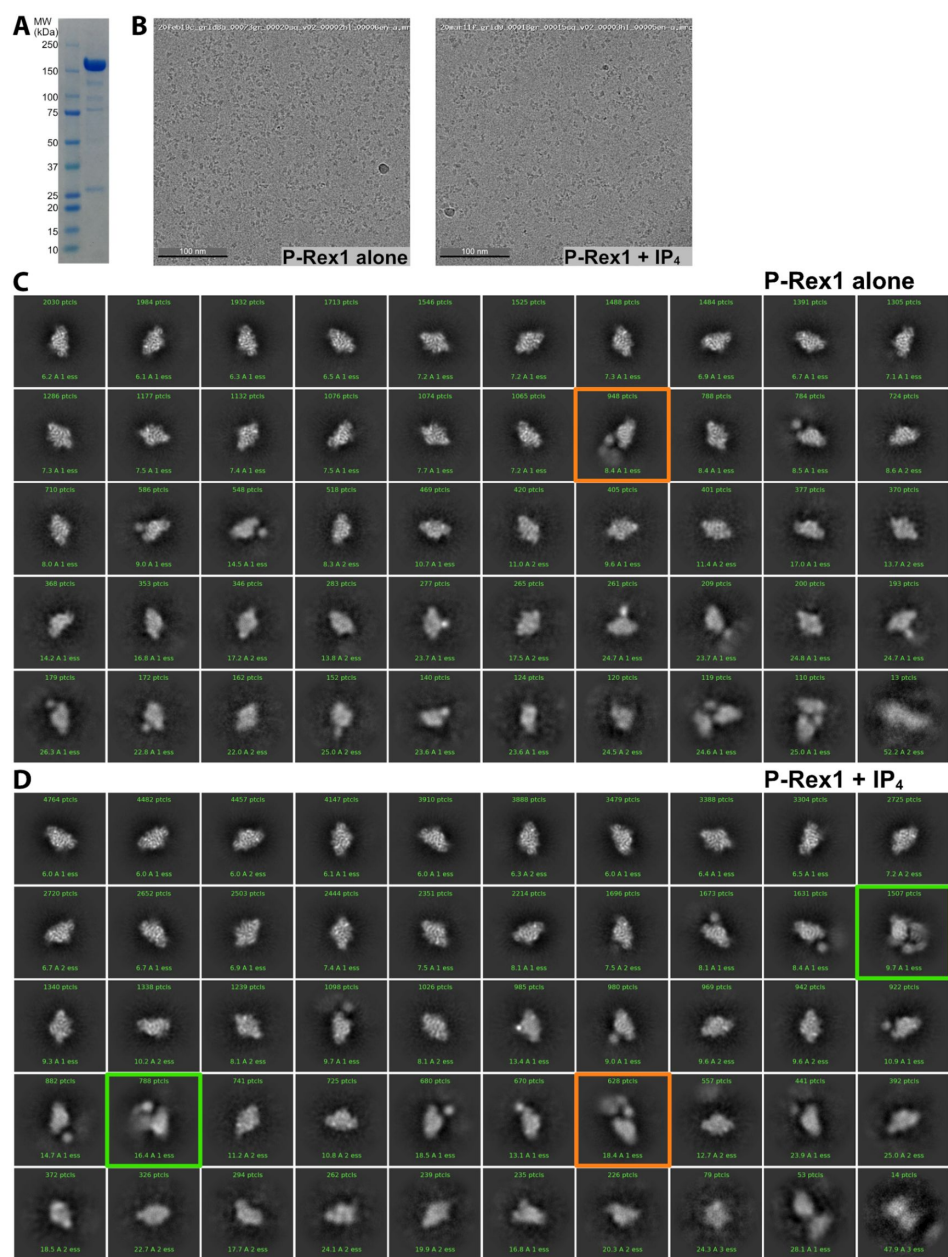 A
MW
(kDa)
250
150
100
75
50
37
25
20
15
10
B
100 nm
P-Rex1 alone
100 nm
P-Rex1 + IP₄
C
P-Rex1 alone
2030 ptcls 1984 ptcls 1932 ptcls 1713 ptcls 1546 ptcls 1525 ptcls 1488 ptcls 1484 ptcls 1391 ptcls 1305 ptcls
6.2 A 1 ess 6.1 A 1 ess 6.3 A 1 ess 6.5 A 1 ess 7.2 A 1 ess 7.2 A 1 ess 7.3 A 1 ess 6.9 A 1 ess 6.7 A 1 ess 7.1 A 1 ess
1286 ptcls 1177 ptcls 1132 ptcls 1076 ptcls 1074 ptcls 1065 ptcls 948 ptcls 788 ptcls 784 ptcls 724 ptcls
7.3 A 1 ess 7.5 A 1 ess 7.4 A 1 ess 7.5 A 1 ess 7.7 A 1 ess 7.2 A 1 ess 8.4 A 1 ess 8.4 A 1 ess 8.5 A 1 ess 8.6 A 2 ess
710 ptcls 586 ptcls 548 ptcls 518 ptcls 469 ptcls 420 ptcls 405 ptcls 401 ptcls 377 ptcls 370 ptcls
8.0 A 1 ess 9.0 A 1 ess 14.5 A 1 ess 8.3 A 2 ess 10.7 A 1 ess 11.0 A 2 ess 9.6 A 1 ess 11.4 A 2 ess 17.0 A 1 ess 13.7 A 2 ess
368 ptcls 353 ptcls 346 ptcls 283 ptcls 277 ptcls 265 ptcls 261 ptcls 209 ptcls 200 ptcls 193 ptcls
14.2 A 1 ess 16.8 A 1 ess 17.2 A 2 ess 13.8 A 2 ess 23.7 A 1 ess 17.5 A 2 ess 24.7 A 1 ess 23.7 A 1 ess 24.8 A 1 ess 24.7 A 1 ess
179 ptcls 172 ptcls 162 ptcls 152 ptcls 140 ptcls 124 ptcls 120 ptcls 119 ptcls 110 ptcls 13 ptcls
26.3 A 1 ess 22.8 A 1 ess 22.0 A 2 ess 25.0 A 2 ess 23.6 A 1 ess 23.6 A 1 ess 24.5 A 2 ess 24.6 A 1 ess 25.0 A 1 ess 52.2 A 2 ess
D
P-Rex1 + IP₄
4764 ptcls 4482 ptcls 4457 ptcls 4147 ptcls 3910 ptcls 3888 ptcls 3479 ptcls 3388 ptcls 3304 ptcls 2725 ptcls
6.0 A 1 ess 6.0 A 2 ess 6.0 A 2 ess 6.1 A 1 ess 6.0 A 1 ess 6.3 A 2 ess 6.0 A 1 ess 6.4 A 1 ess 6.5 A 1 ess 7.2 A 2 ess
2720 ptcls 2652 ptcls 2503 ptcls 2444 ptcls 2351 ptcls 2214 ptcls 1696 ptcls 1673 ptcls 1631 ptcls 1507 ptcls
6.7 A 2 ess 6.7 A 1 ess 6.9 A 1 ess 7.4 A 1 ess 7.5 A 1 ess 8.1 A 1 ess 7.5 A 2 ess 8.1 A 1 ess 8.4 A 1 ess 9.7 A 1 ess
1340 ptcls 1338 ptcls 1239 ptcls 1098 ptcls 1026 ptcls 985 ptcls 980 ptcls 969 ptcls 942 ptcls 922 ptcls
9.3 A 1 ess 10.2 A 2 ess 8.1 A 2 ess 9.7 A 1 ess 8.1 A 2 ess 13.4 A 1 ess 9.0 A 1 ess 9.6 A 2 ess 9.6 A 2 ess 10.9 A 1 ess
882 ptcls 788 ptcls 741 ptcls 725 ptcls 680 ptcls 670 ptcls 628 ptcls 557 ptcls 441 ptcls 392 ptcls
14.7 A 1 ess 16.4 A 1 ess 11.2 A 2 ess 10.8 A 2 ess 18.5 A 1 ess 13.1 A 1 ess 18.4 A 1 ess 12.7 A 2 ess 23.9 A 1 ess 25.0 A 2 ess
372 ptcls 326 ptcls 294 ptcls 262 ptcls 239 ptcls 235 ptcls 226 ptcls 79 ptcls 53 ptcls 14 ptcls
18.5 A 2 ess 22.7 A 2 ess 17.7 A 2 ess 24.1 A 2 ess 19.9 A 2 ess 16.8 A 1 ess 20.3 A 2 ess 24.3 A 3 ess 28.1 A 1 ess 47.9 A 3 ess